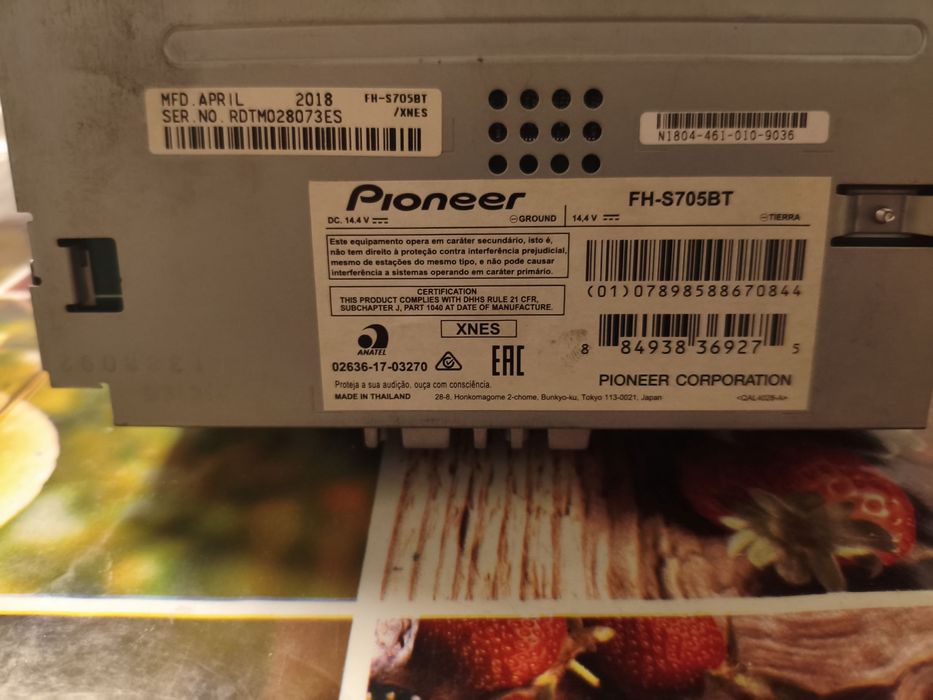 MFD. APRIL 2018 FH-S705BT
SER. NO. RDTM028073ES /XNES
N1804-461-010-9036
Pioneer
FH-S705BT
DC. 14.4 V GROUND 14,4 V TIERRA
Este equipamento opera em caráter secundário, isto é,
não tem direito à proteção contra interferência prejudicial,
mesmo de estações do mesmo tipo, e não pode causar
interferência a sistemas operando em caráter primário.
(01)07898588670844
CERTIFICATION
THIS PRODUCT COMPLIES WITH DHHS RULE 21 CFR,
SUBCHAPTER J, PART 1040 AT DATE OF MANUFACTURE.
XNES
ANATEL
02636-17-03270
EAC
8 84938 36927 5
Proteja a sua audição, ouça com consciência.
PIONEER CORPORATION
MADE IN THAILAND 28-8, Honkomagome 2-chome, Bunkyo-ku, Tokyo 113-0021, Japan
<QAL4028-A>